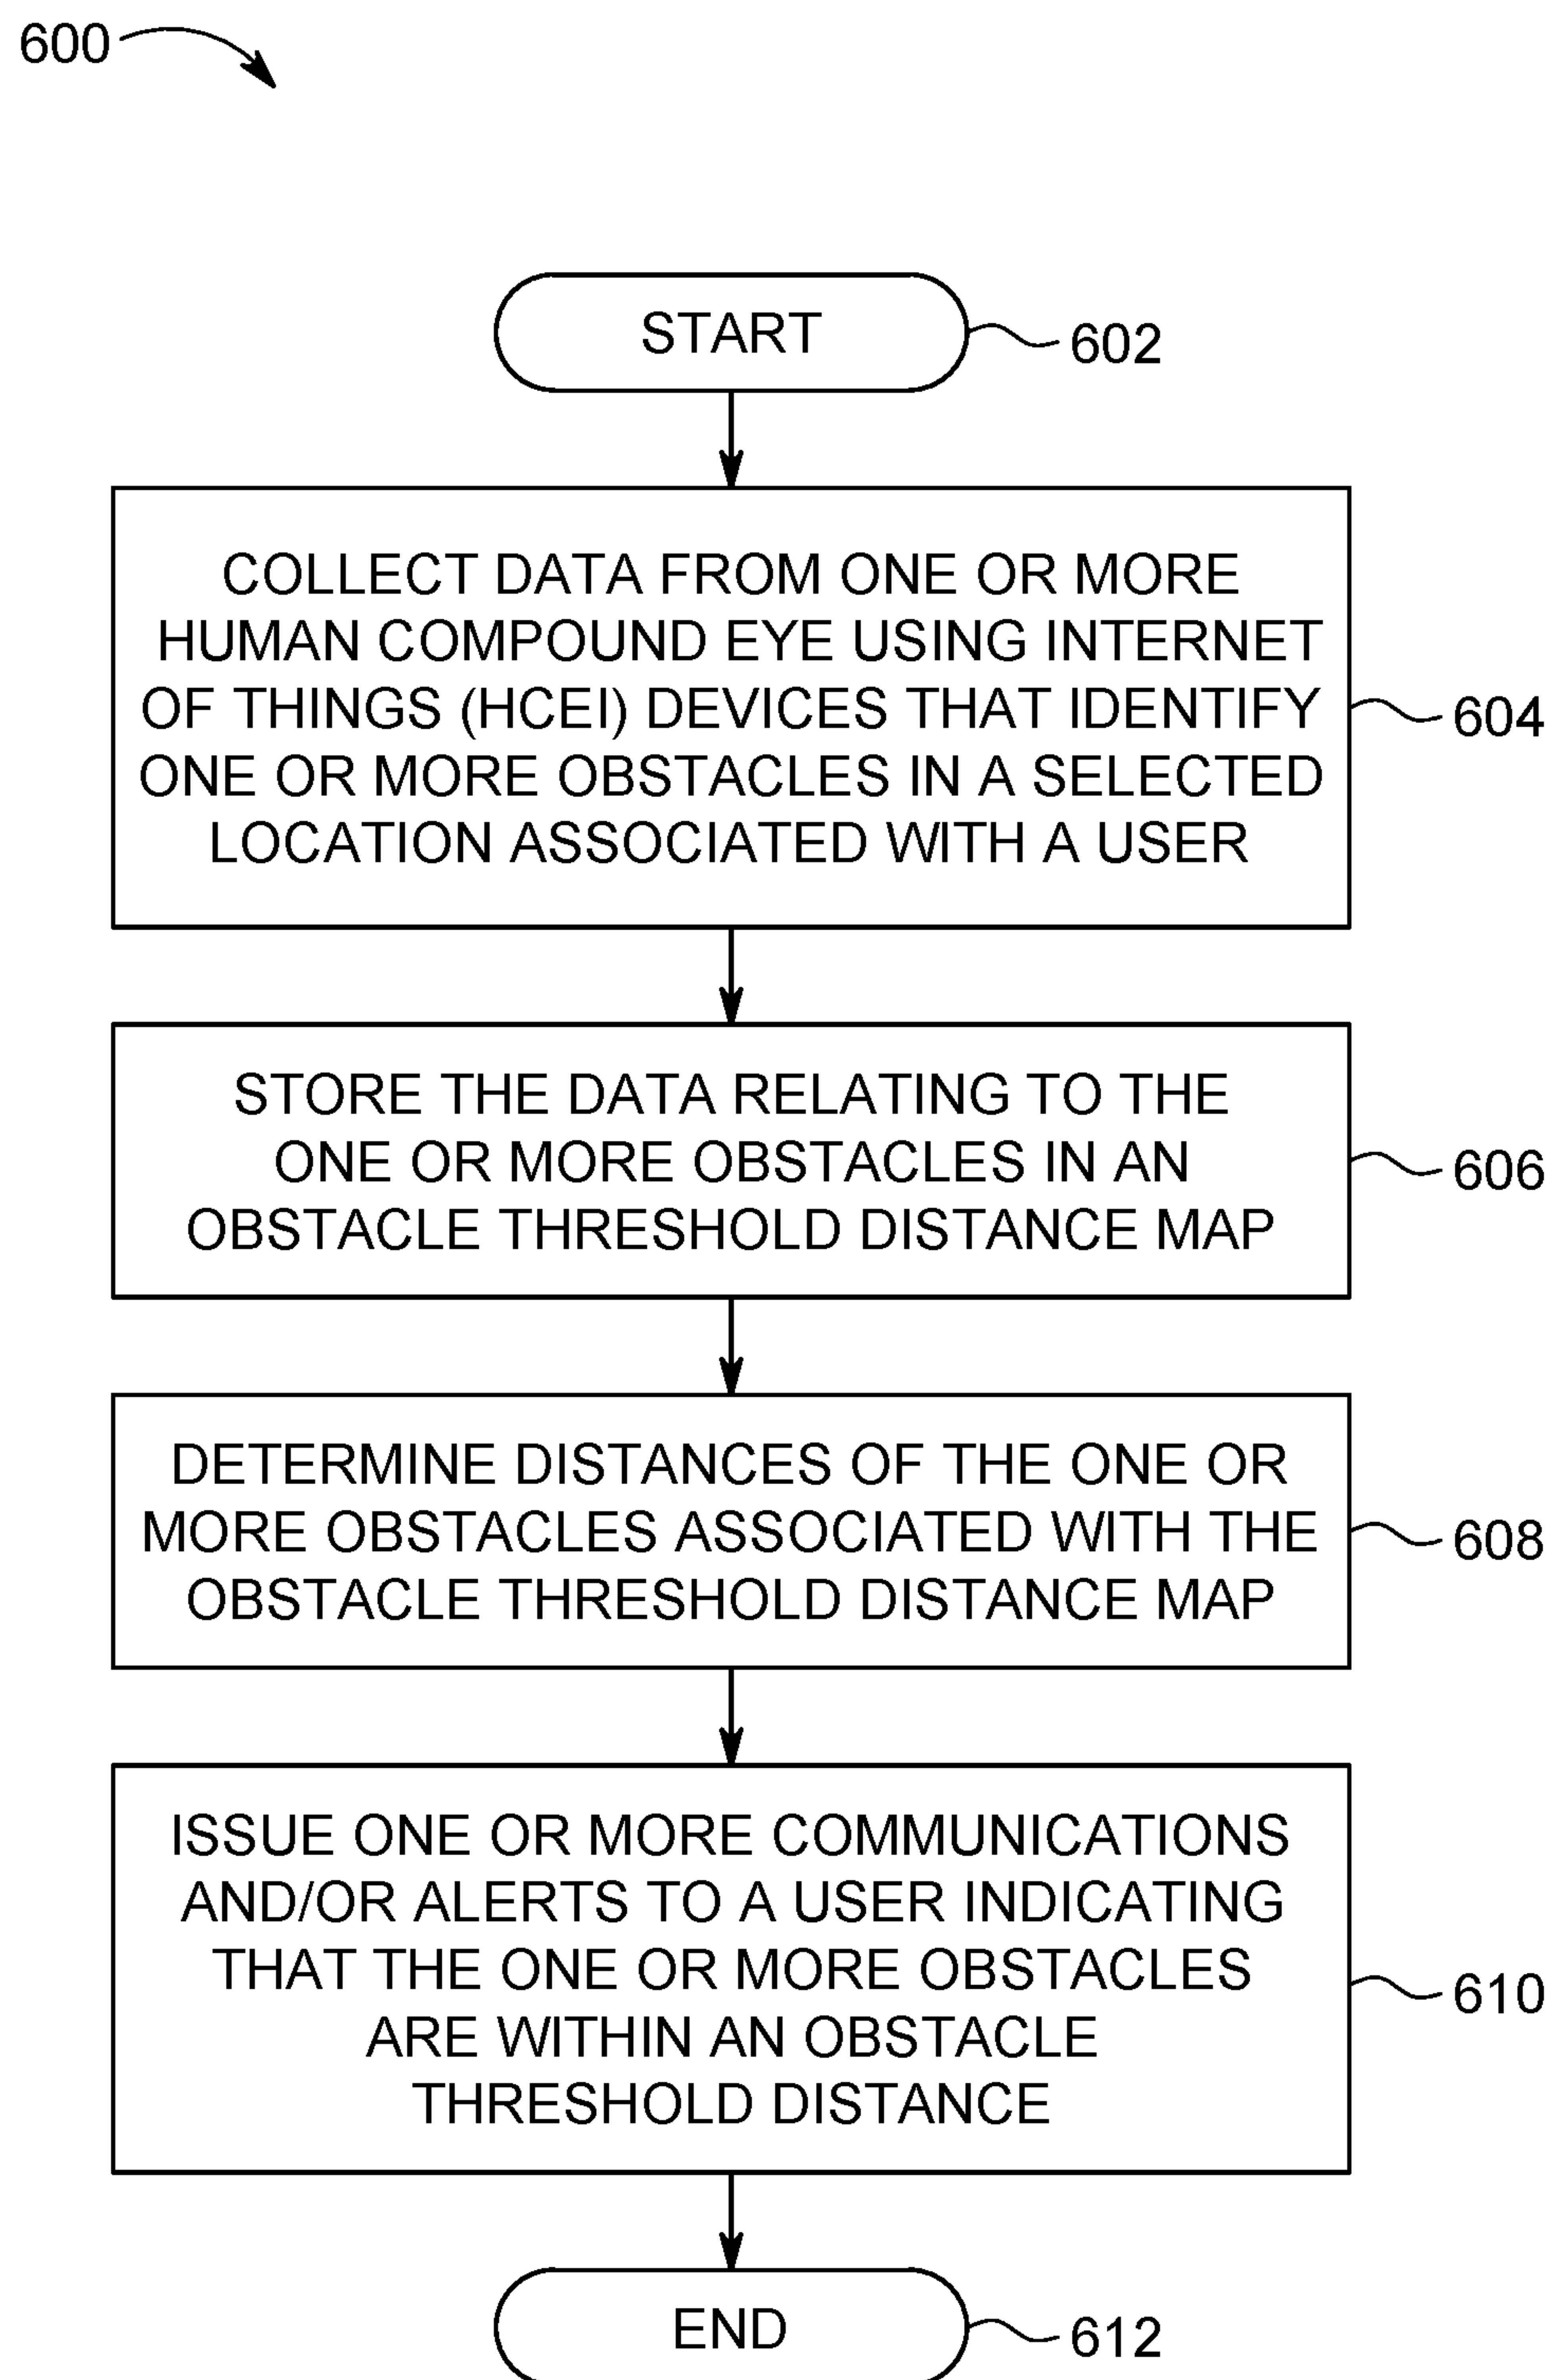 600
START
602
COLLECT DATA FROM ONE OR MORE
HUMAN COMPOUND EYE USING INTERNET
OF THINGS (HCEI) DEVICES THAT IDENTIFY
ONE OR MORE OBSTACLES IN A SELECTED
LOCATION ASSOCIATED WITH A USER
604
STORE THE DATA RELATING TO THE
ONE OR MORE OBSTACLES IN AN
OBSTACLE THRESHOLD DISTANCE MAP
606
DETERMINE DISTANCES OF THE ONE OR
MORE OBSTACLES ASSOCIATED WITH THE
OBSTACLE THRESHOLD DISTANCE MAP
608
ISSUE ONE OR MORE COMMUNICATIONS
AND/OR ALERTS TO A USER INDICATING
THAT THE ONE OR MORE OBSTACLES
ARE WITHIN AN OBSTACLE
THRESHOLD DISTANCE
610
END
612